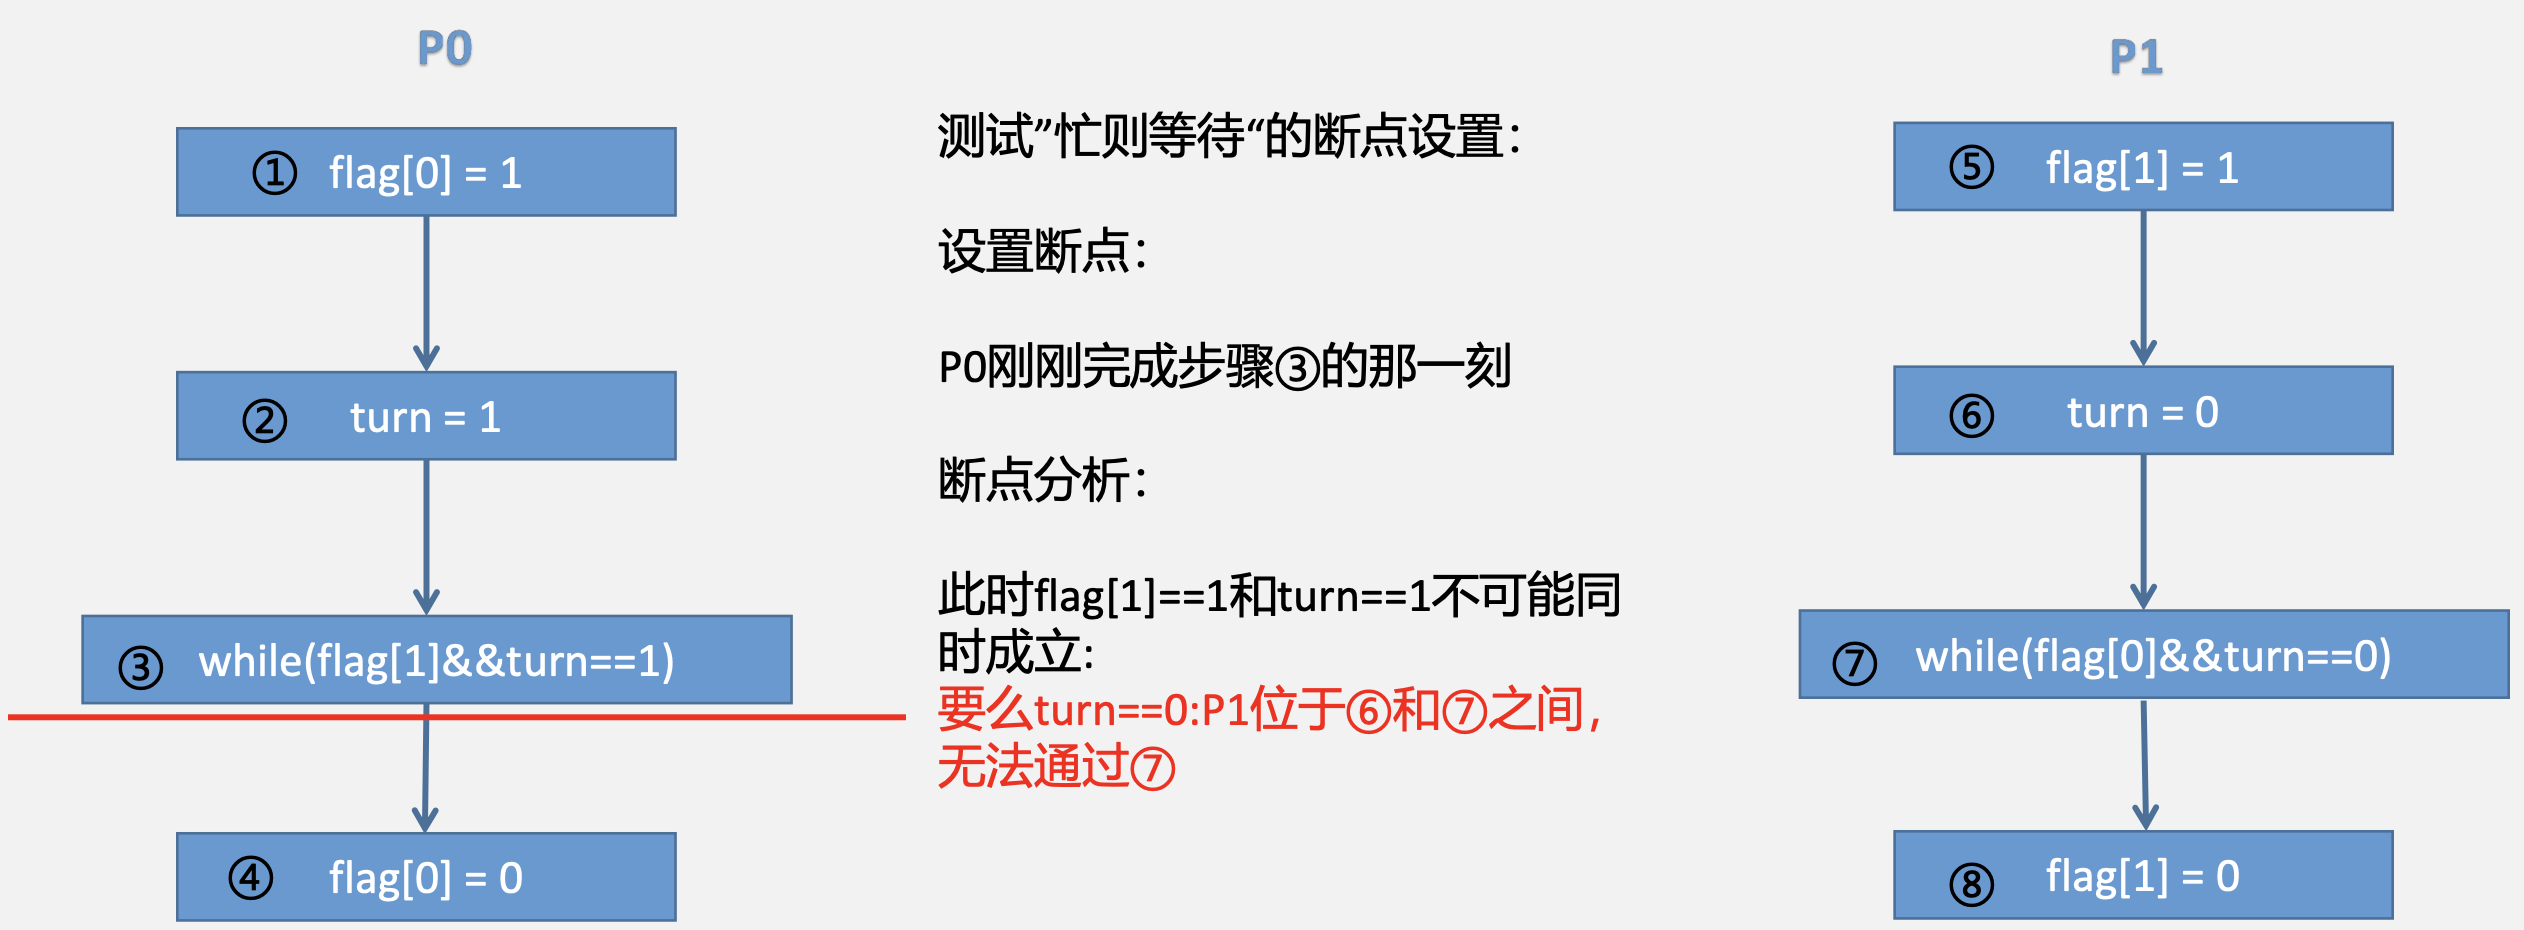 P0
① flag[0] = 1
② turn = 1
③ while(flag[1]&&turn==1)
④ flag[0] = 0
测试”忙则等待“的断点设置：
设置断点：
P0刚刚完成步骤③的那一刻
断点分析：
此时flag[1]==1和turn==1不可能同
时成立:
要么turn==0:P1位于⑥和⑦之间，
无法通过⑦
P1
⑤ flag[1] = 1
⑥ turn = 0
⑦ while(flag[0]&&turn==0)
⑧ flag[1] = 0